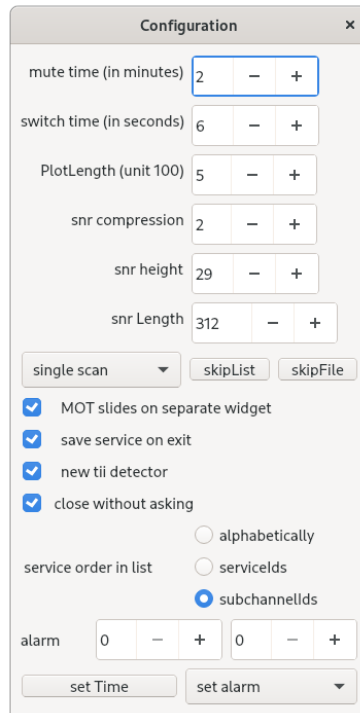 Configuration ×
mute time (in minutes) 2 − +
switch time (in seconds) 6 − +
PlotLength (unit 100) 5 − +
snr compression 2 − +
snr height 29 − +
snr Length 312 − +
single scan skipList skipFile
MOT slides on separate widget
save service on exit
new tii detector
close without asking
alphabetically
service order in list serviceIds
subchannelIds
alarm 0 − + 0 − +
set Time set alarm